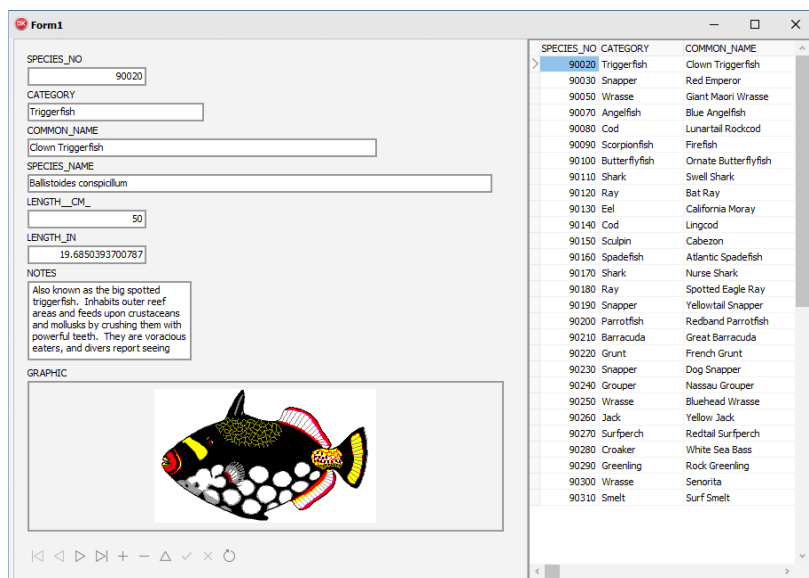 Form1
SPECIES_NO
90020
CATEGORY
Triggerfish
COMMON_NAME
Clown Triggerfish
SPECIES_NAME
Ballistoides conspicillum
LENGTH__CM_
50
LENGTH_IN
19.6850393700787
NOTES
Also known as the big spotted
triggerfish. Inhabits outer reef
areas and feeds upon crustaceans
and mollusks by crushing them with
powerful teeth. They are voracious
eaters, and divers report seeing
GRAPHIC
SPECIES_NO CATEGORY COMMON_NAME
90020 Triggerfish Clown Triggerfish
90030 Snapper Red Emperor
90050 Wrasse Giant Maori Wrasse
90070 Angelfish Blue Angelfish
90080 Cod Lunartail Rockcod
90090 Scorpionfish Firefish
90100 Butterflyfish Ornate Butterflyfish
90110 Shark Swell Shark
90120 Ray Bat Ray
90130 Eel California Moray
90140 Cod Lingcod
90150 Sculpin Cabezon
90160 Spadefish Atlantic Spadefish
90170 Shark Nurse Shark
90180 Ray Spotted Eagle Ray
90190 Snapper Yellowtail Snapper
90200 Parrotfish Redband Parrotfish
90210 Barracuda Great Barracuda
90220 Grunt French Grunt
90230 Snapper Dog Snapper
90240 Grouper Nassau Grouper
90250 Wrasse Bluehead Wrasse
90260 Jack Yellow Jack
90270 Surfperch Redtail Surfperch
90280 Croaker White Sea Bass
90290 Greenling Rock Greenling
90300 Wrasse Senorita
90310 Smelt Surf Smelt